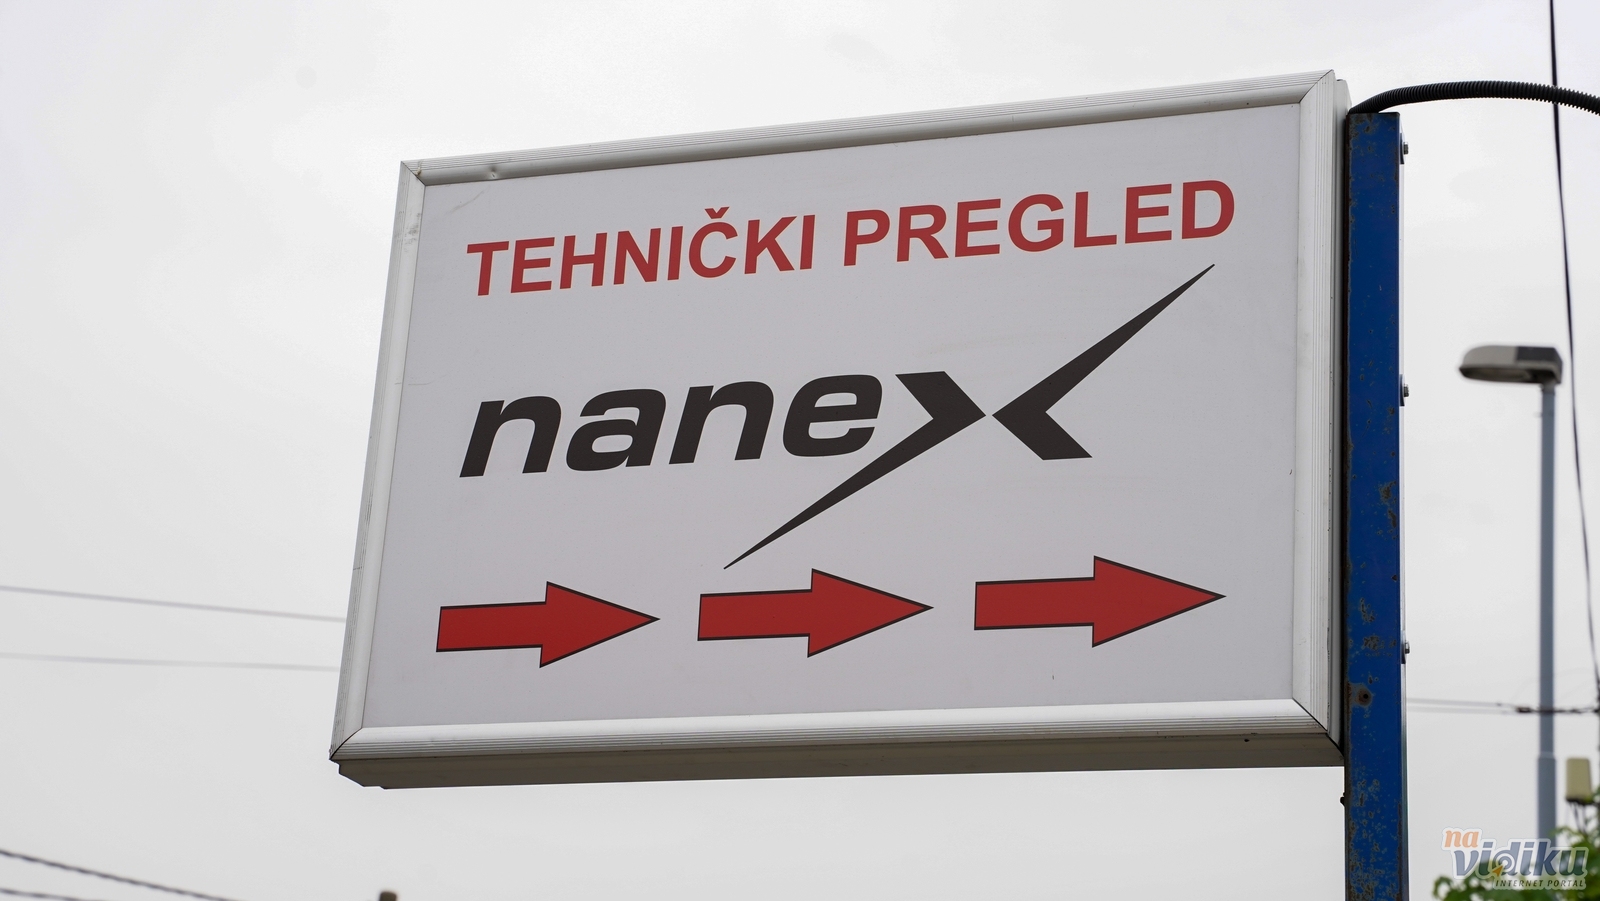 TEHNIČKI PREGLED
nanex
na
vidiku
INTERNET PORTAL